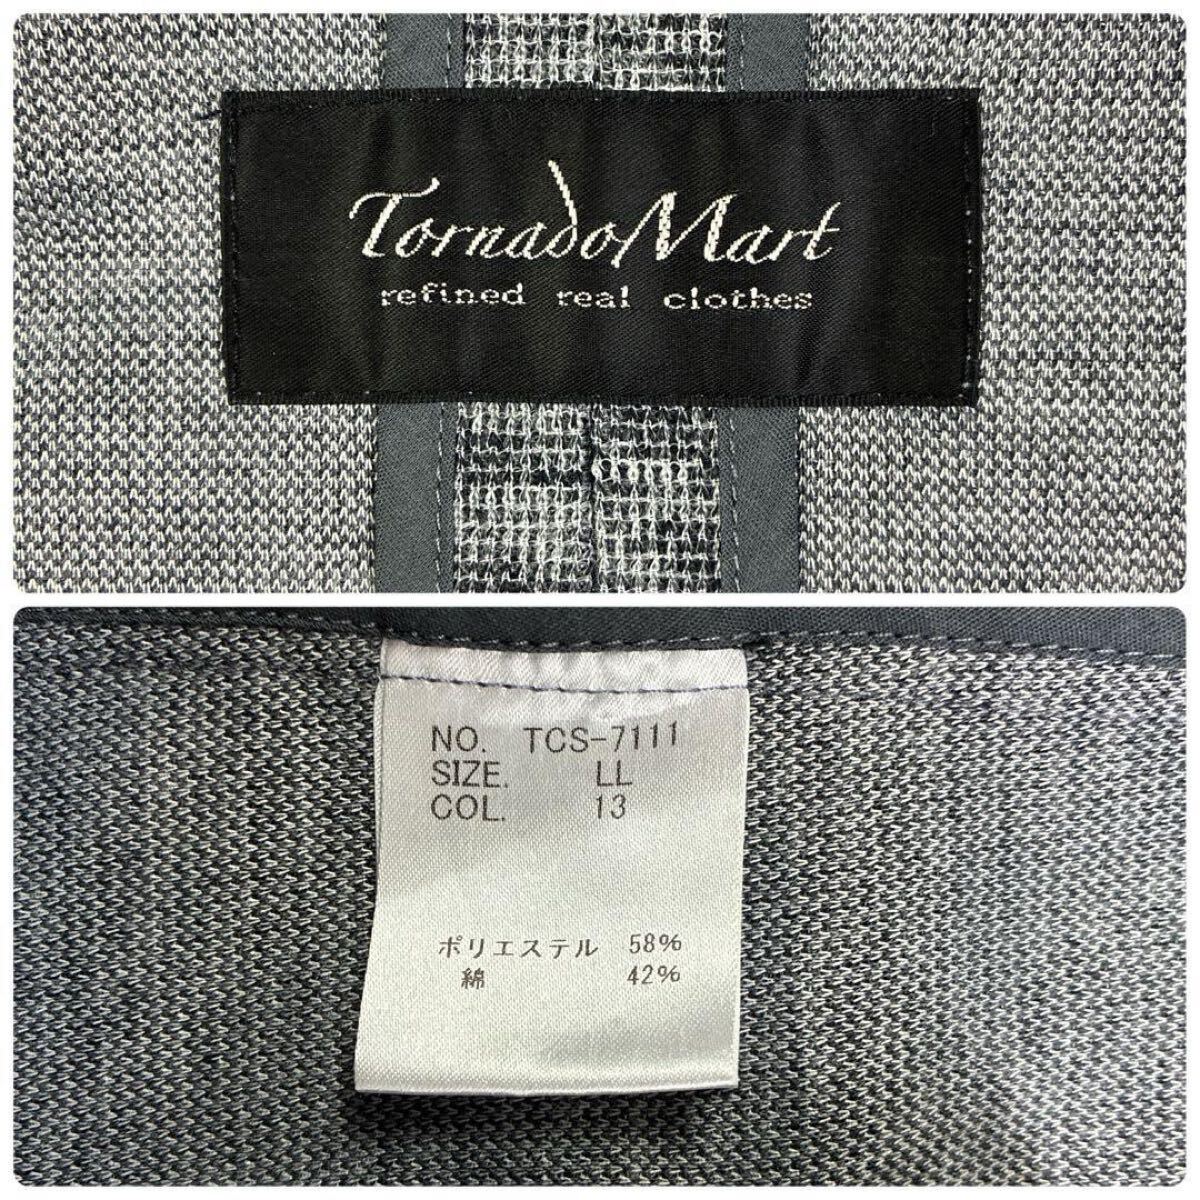 TornadoMart
refined real clothes
NO. TCS-7111
SIZE. LL
COL. 13
ポリエステル 58%
綿 42%